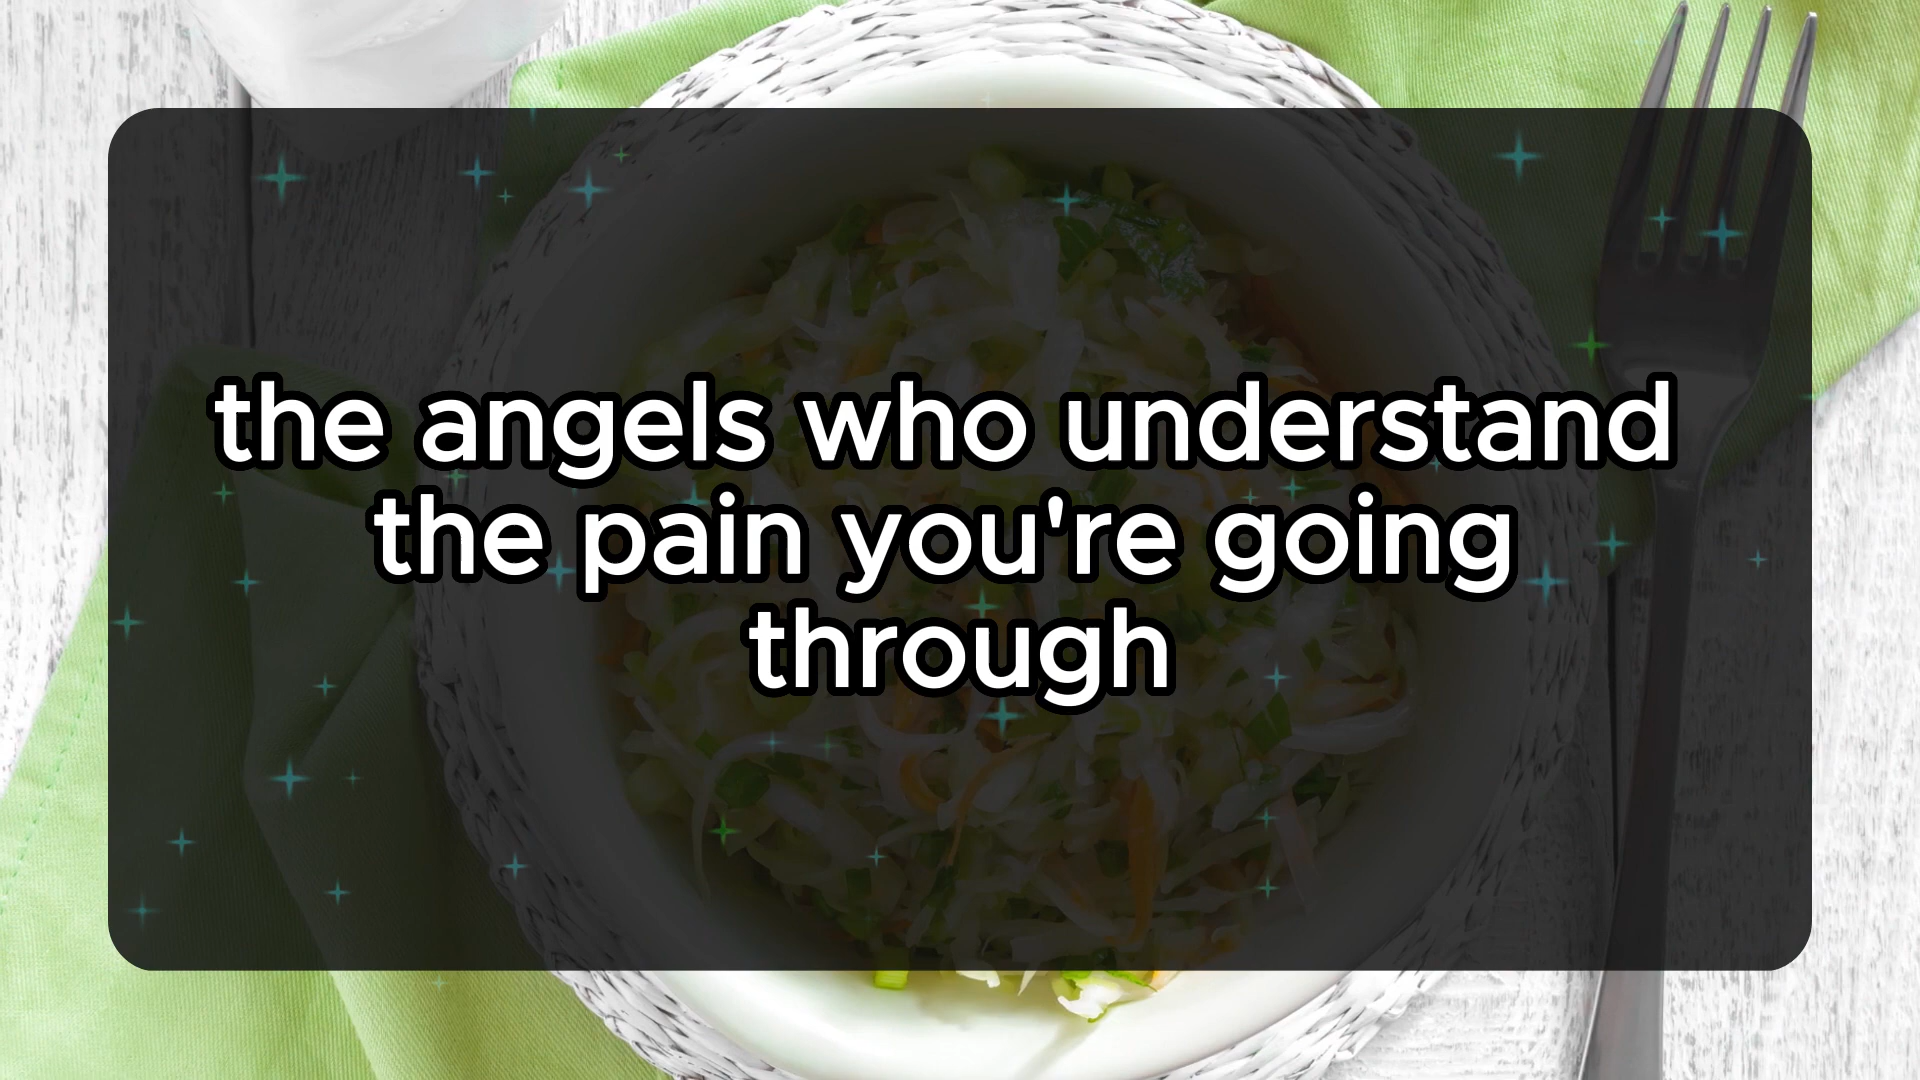 the angels who understand
the pain you're going
through